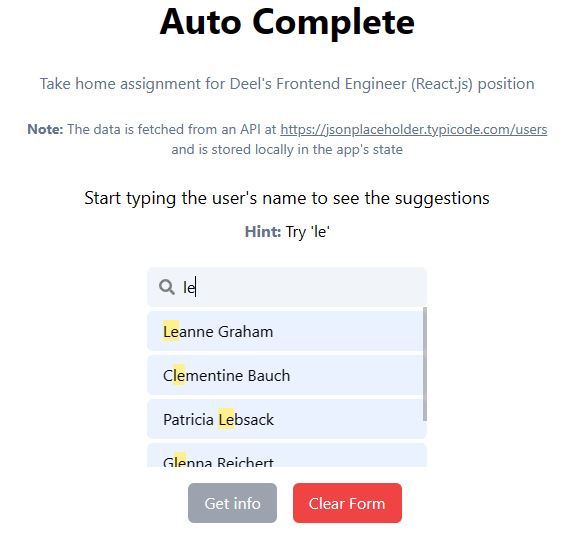 Auto Complete
Take home assignment for Deel's Frontend Engineer (React.js) position
Note: The data is fetched from an API at https://jsonplaceholder.typicode.com/users
and is stored locally in the app's state
Start typing the user's name to see the suggestions
Hint: Try 'le'
le
Leanne Graham
Clementine Bauch
Patricia Lebsack
Glenna Reichert
Get info
Clear Form